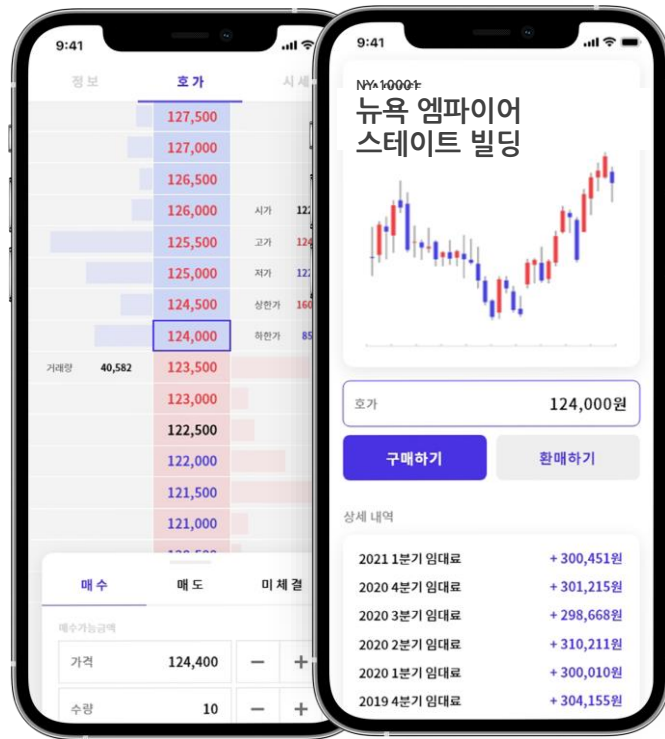 9:41
정보 호가 시세
127,500
127,000
126,500
126,000 시가
125,500 고가
125,000 저가
124,500 상한가
124,000 하한가
거래량 40,582 123,500
123,000
122,500
122,000
121,500
121,000
매수 매도 미체결
매수가능금액
가격 124,400 − +
수량 10 − +
9:41
NY-10001
뉴욕 엠파이어
스테이트 빌딩
호가 124,000원
구매하기 환매하기
상세 내역
2021 1분기 임대료 + 300,451원
2020 4분기 임대료 + 301,215원
2020 3분기 임대료 + 298,668원
2020 2분기 임대료 + 310,211원
2020 1분기 임대료 + 300,010원
2019 4분기 임대료 + 304,155원